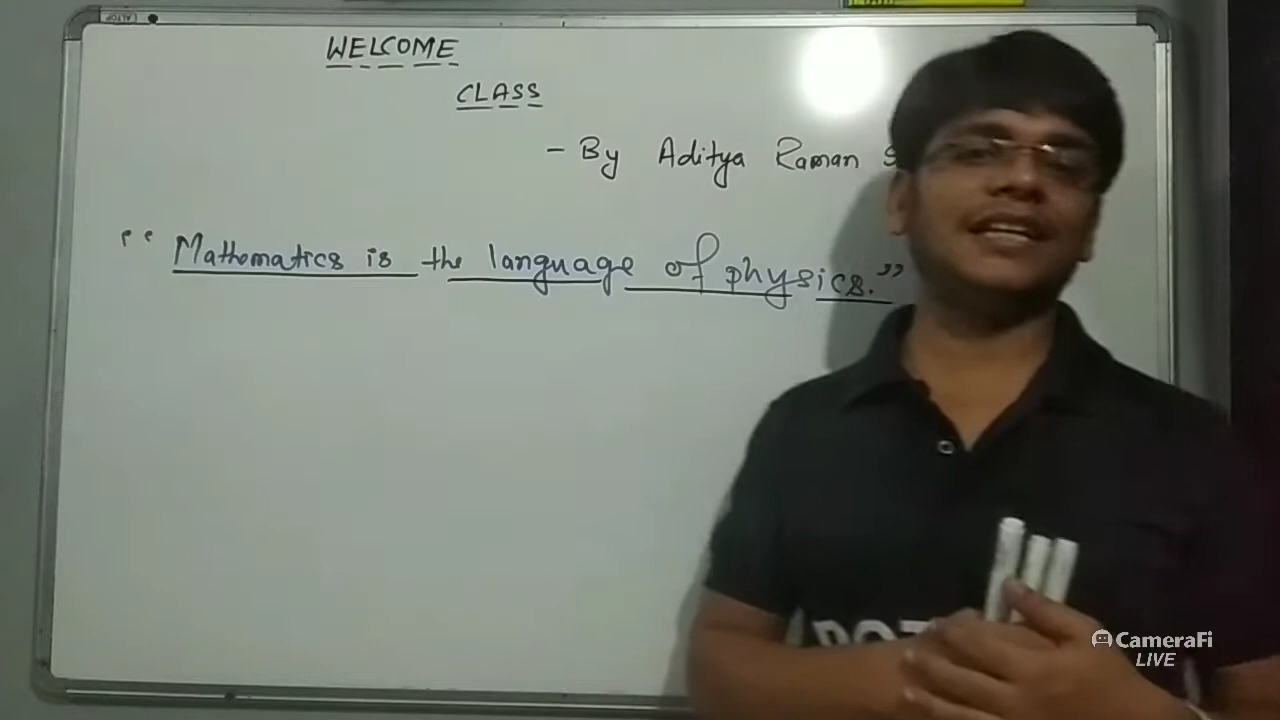 WELCOME
CLASS
- By Aditya Raman
“Mathematics is the language of physics.”
CameraFi
LIVE